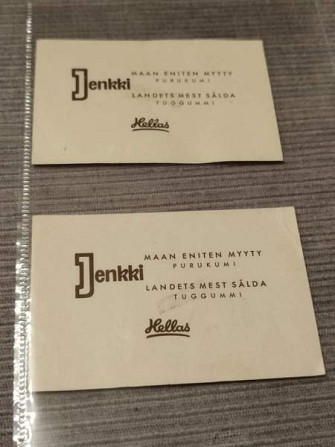 Jenkki
MAAN ENITEN MYYTY
PURUKUMI
LANDETS MEST SÅLDA
TUGGUMMI
Hellas
Jenkki
MAAN ENITEN MYYTY
PURUKUMI
LANDETS MEST SÅLDA
TUGGUMMI
Hellas